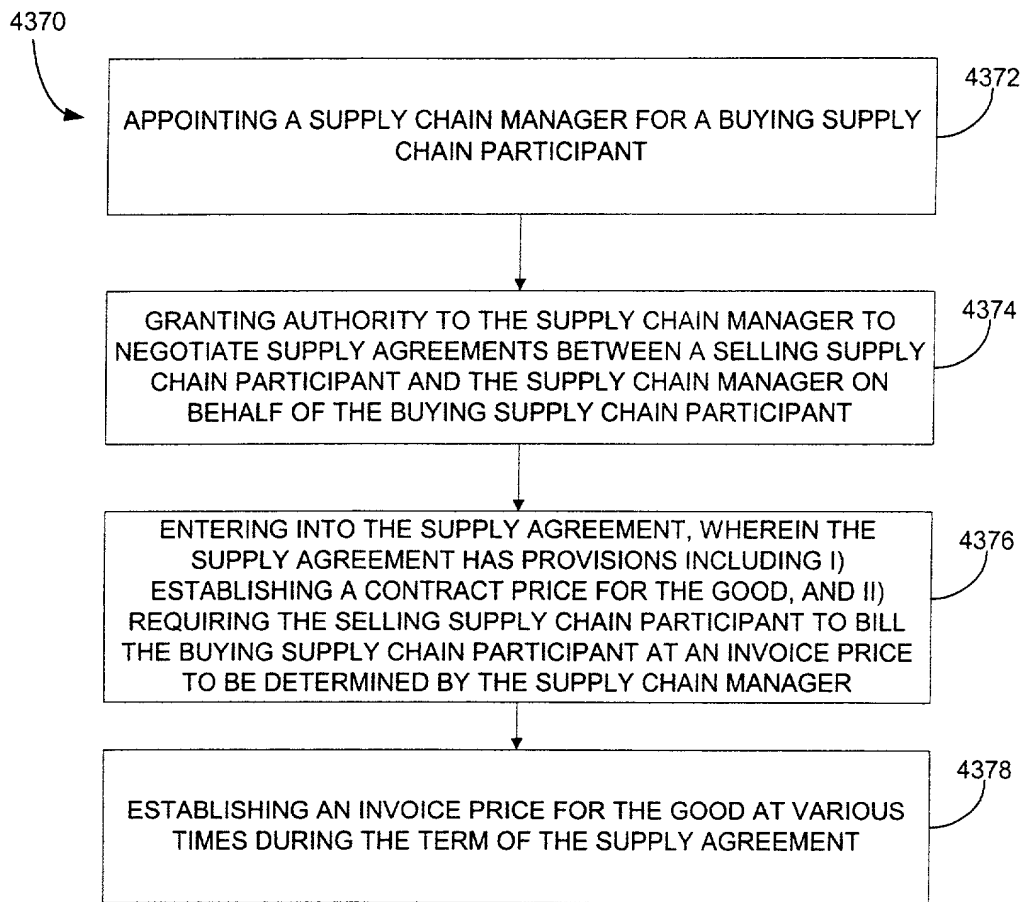 4370
4372
APPOINTING A SUPPLY CHAIN MANAGER FOR A BUYING SUPPLY
CHAIN PARTICIPANT
4374
GRANTING AUTHORITY TO THE SUPPLY CHAIN MANAGER TO
NEGOTIATE SUPPLY AGREEMENTS BETWEEN A SELLING SUPPLY
CHAIN PARTICIPANT AND THE SUPPLY CHAIN MANAGER ON
BEHALF OF THE BUYING SUPPLY CHAIN PARTICIPANT
4376
ENTERING INTO THE SUPPLY AGREEMENT, WHEREIN THE
SUPPLY AGREEMENT HAS PROVISIONS INCLUDING I)
ESTABLISHING A CONTRACT PRICE FOR THE GOOD, AND II)
REQUIRING THE SELLING SUPPLY CHAIN PARTICIPANT TO BILL
THE BUYING SUPPLY CHAIN PARTICIPANT AT AN INVOICE PRICE
TO BE DETERMINED BY THE SUPPLY CHAIN MANAGER
4378
ESTABLISHING AN INVOICE PRICE FOR THE GOOD AT VARIOUS
TIMES DURING THE TERM OF THE SUPPLY AGREEMENT